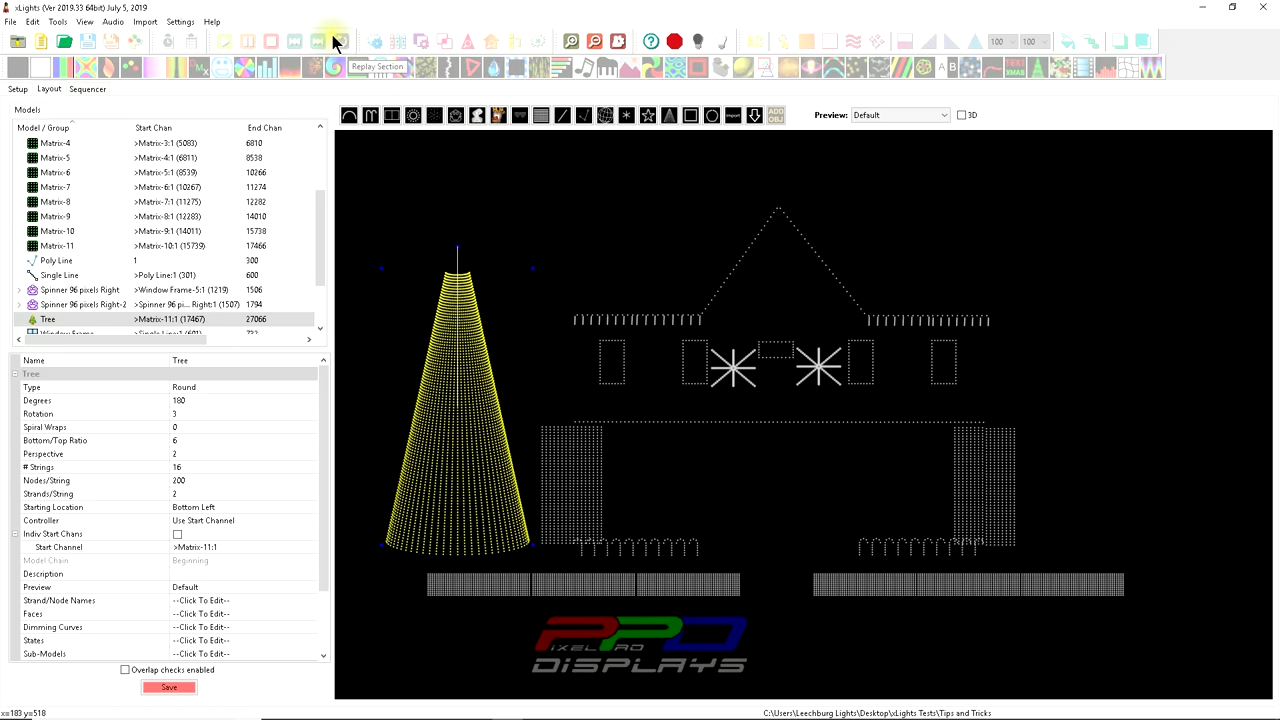 xLights (Ver 2019.33 64bit) July 5, 2019
File Edit Tools View Audio Import Settings Help
100 100
Replay Section
Setup Layout Sequencer
Models
Preview: Default 3D
Model / Group Start Chan End Chan
Matrix-4 >Matrix-3:1 (5083) 6810
Matrix-5 >Matrix-4:1 (6811) 8538
Matrix-6 >Matrix-5:1 (8539) 10266
Matrix-7 >Matrix-6:1 (10267) 11274
Matrix-8 >Matrix-7:1 (11275) 12282
Matrix-9 >Matrix-8:1 (12283) 14010
Matrix-10 >Matrix-9:1 (14011) 15738
Matrix-11 >Matrix-10:1 (15739) 17466
Poly Line 1 300
Single Line >Poly Line:1 (301) 600
Spinner 96 pixels Right >Window Frame-5:1 (1219) 1506
Spinner 96 pixels Right-2 >Spinner 96 pi... Right:1 (1507) 1794
Tree >Matrix-11:1 (17467) 27066
Window Frame >Single Line:1 (601) 722
Name Tree
Tree
Type Round
Degrees 180
Rotation 3
Spiral Wraps 0
Bottom/Top Ratio 6
Perspective 2
# Strings 16
Nodes/String 200
Strands/String 2
Starting Location Bottom Left
Controller Use Start Channel
Indiv Start Chans
Start Channel >Matrix-11:1
Model Chain Beginning
Description
Preview Default
Strand/Node Names --Click To Edit--
Faces --Click To Edit--
Dimming Curves --Click To Edit--
States --Click To Edit--
Sub-Models --Click To Edit--
Overlap checks enabled
Save
PIXEL PRO
DISPLAYS
x=183 y=518 C:\Users\Leechburg Lights\Desktop\xLights Tests\Tips and Tricks